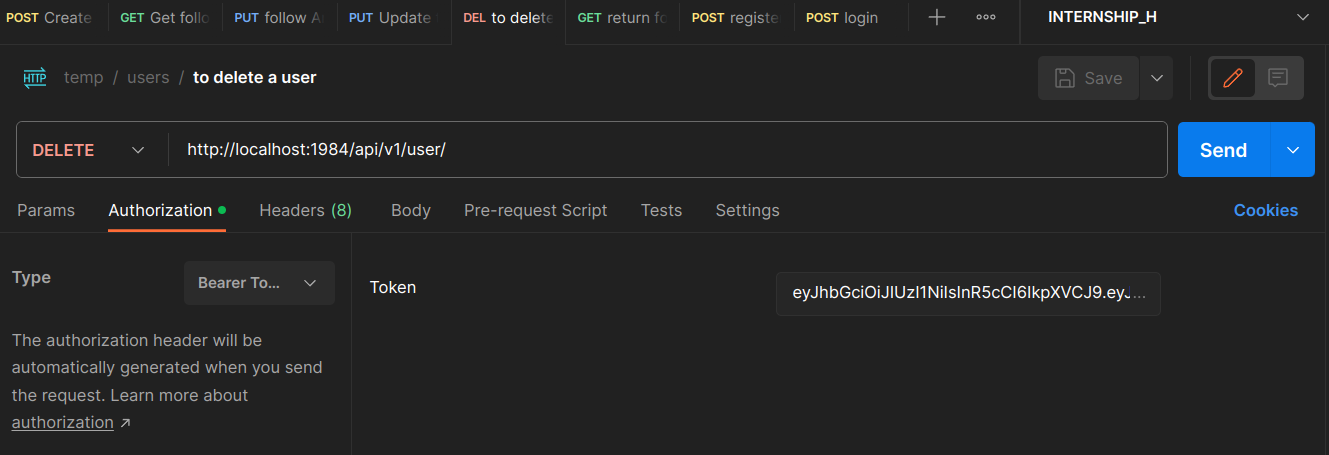 POST Create GET Get follo PUT follow A PUT Update DEL to delete GET return fo POST registe POST login INTERNSHIP_H
HTTP temp / users / to delete a user Save
DELETE http://localhost:1984/api/v1/user/ Send
Params Authorization Headers (8) Body Pre-request Script Tests Settings Cookies
Type Bearer To... Token eyJhbGciOiJIUzI1NiIsInR5cCI6IkpXVCJ9.eyJ...
The authorization header will be
automatically generated when you send
the request. Learn more about
authorization ↗